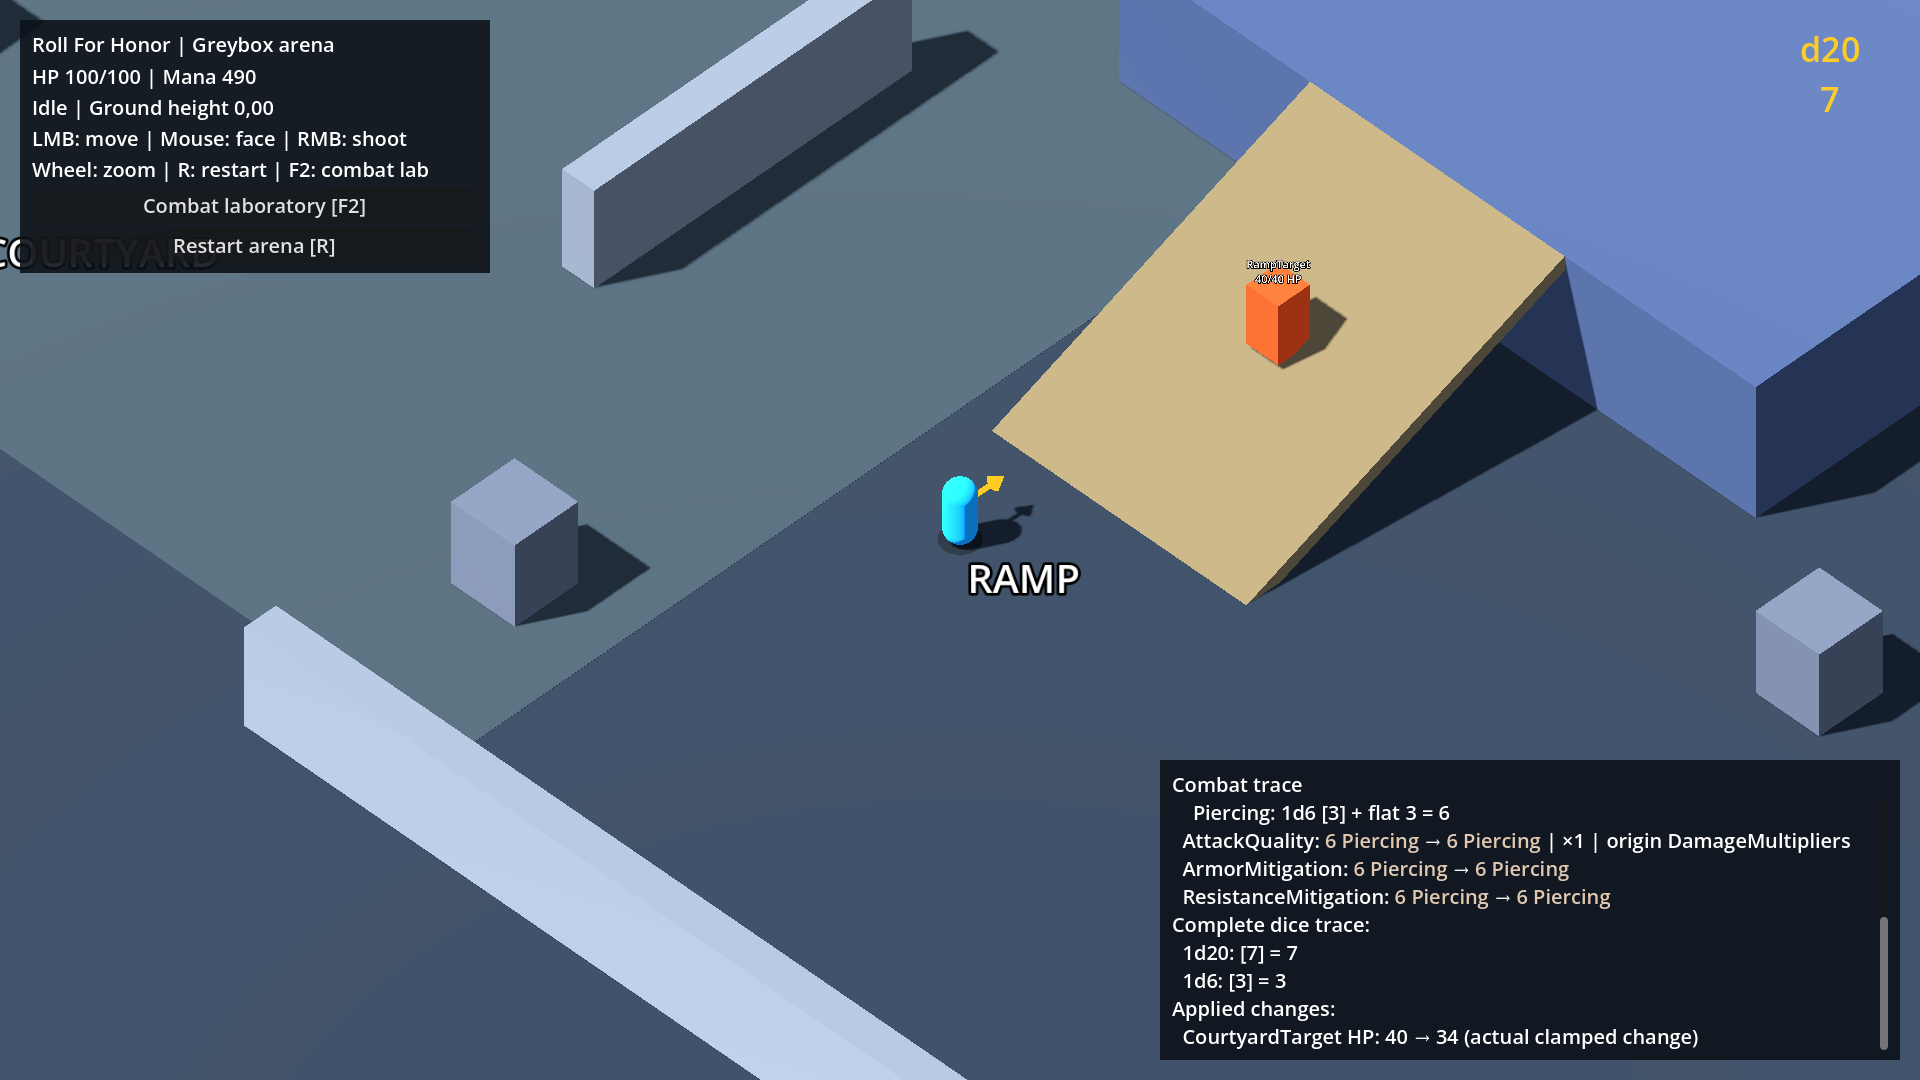 Roll For Honor | Greybox arena
HP 100/100 | Mana 490
Idle | Ground height 0,00
LMB: move | Mouse: face | RMB: shoot
Wheel: zoom | R: restart | F2: combat lab
Combat laboratory [F2]
COURTYARD
Restart arena [R]
d20
7
RampTarget
40/40 HP
RAMP
Combat trace
Piercing: 1d6 [3] + flat 3 = 6
AttackQuality: 6 Piercing → 6 Piercing | ×1 | origin DamageMultipliers
ArmorMitigation: 6 Piercing → 6 Piercing
ResistanceMitigation: 6 Piercing → 6 Piercing
Complete dice trace:
1d20: [7] = 7
1d6: [3] = 3
Applied changes:
CourtyardTarget HP: 40 → 34 (actual clamped change)